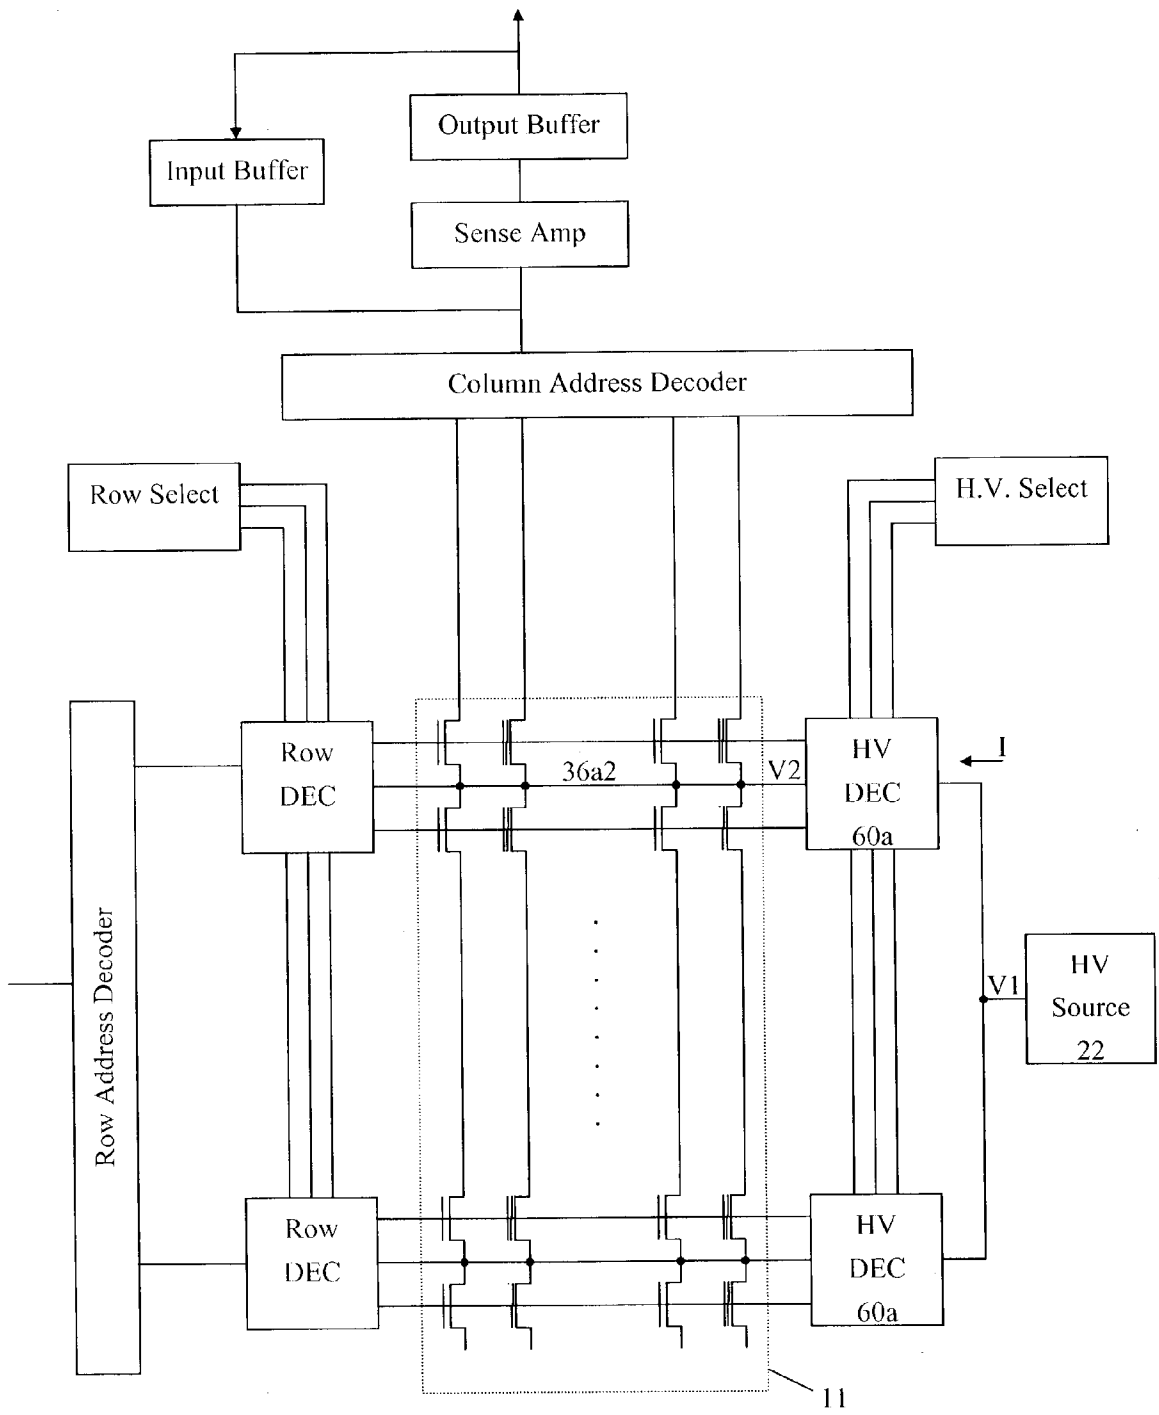 Output Buffer
Input Buffer
Sense Amp
Column Address Decoder
Row Select
H.V. Select
Row
DEC
36a2
V2
HV
DEC
60a
I
Row Address Decoder
V1
HV
Source
22
Row
DEC
HV
DEC
60a
11